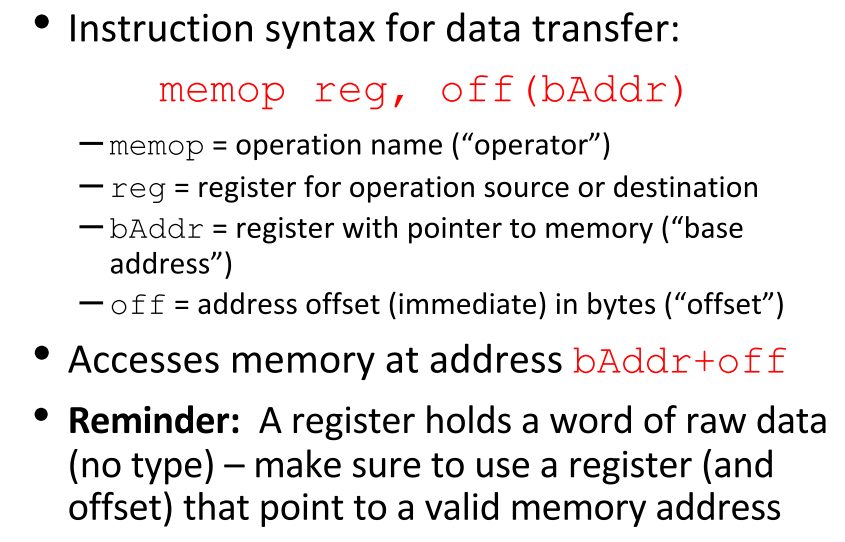 • Instruction syntax for data transfer:
memop reg, off(bAddr)
– memop = operation name (“operator”)
– reg = register for operation source or destination
– bAddr = register with pointer to memory (“base
address”)
– off = address offset (immediate) in bytes (“offset”)
• Accesses memory at address bAddr+off
• Reminder:  A register holds a word of raw data
(no type) – make sure to use a register (and
offset) that point to a valid memory address